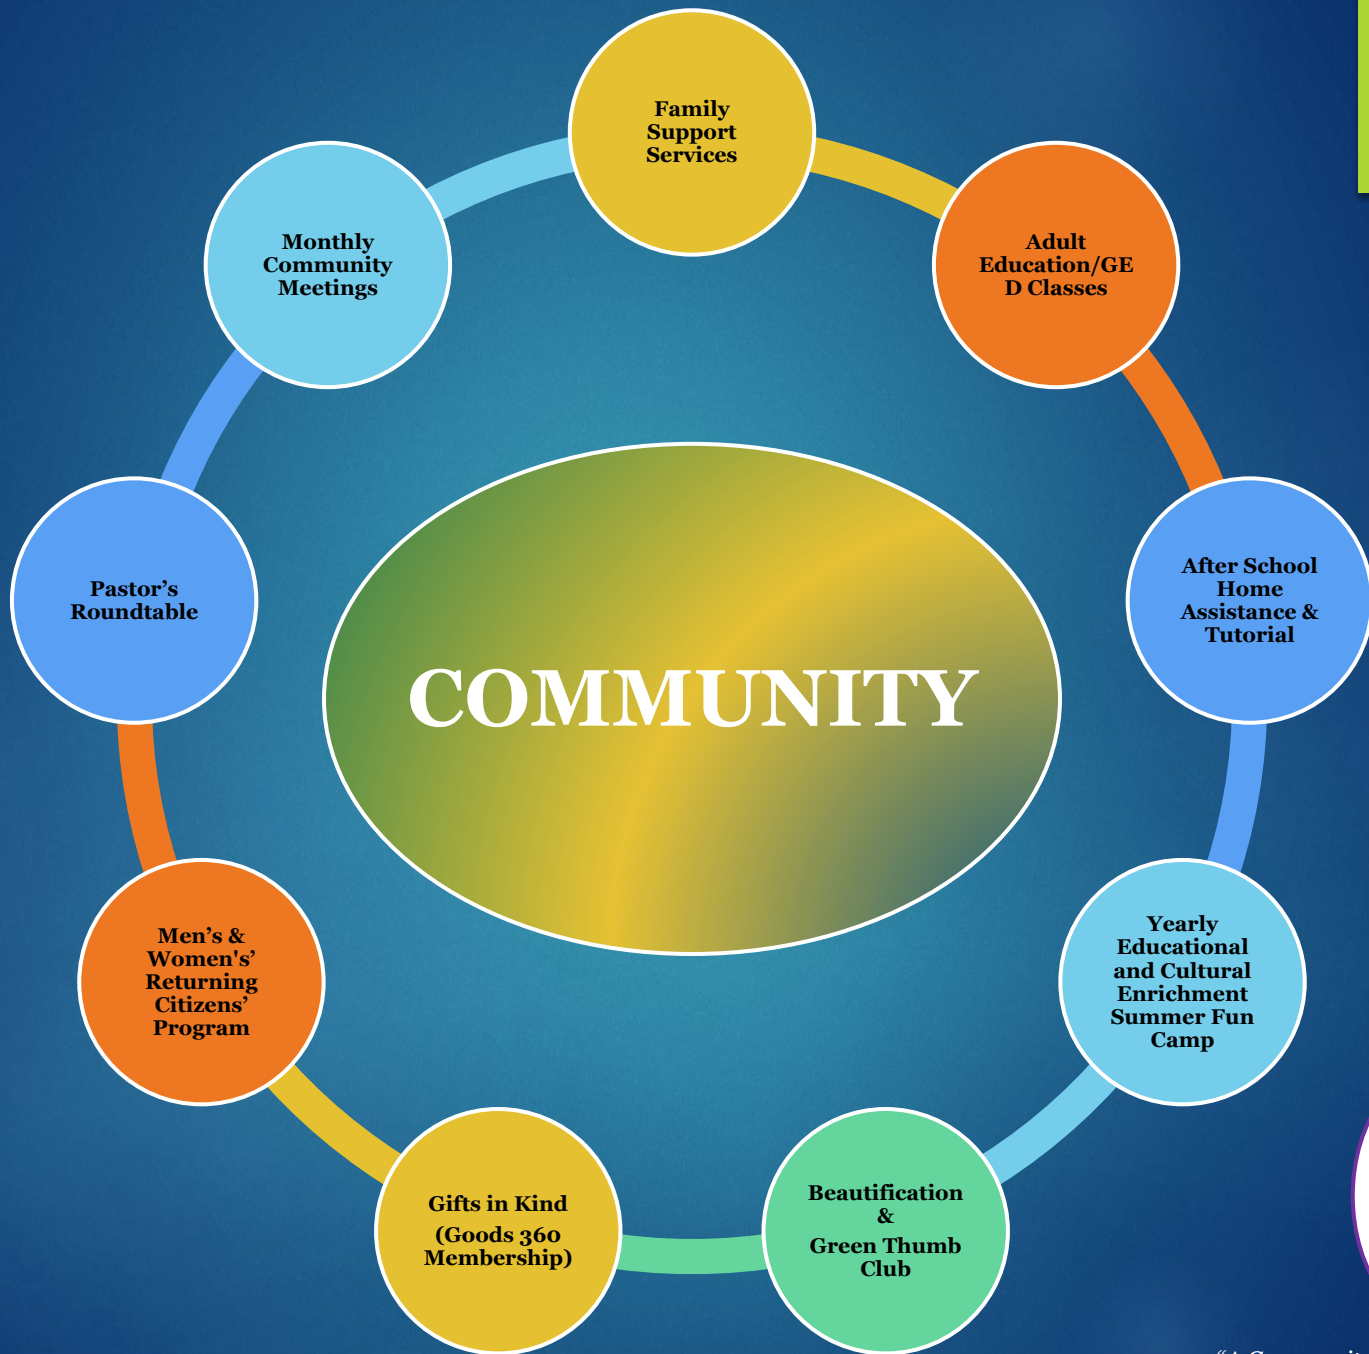 Family
Support
Services
Adult
Education/GE
D Classes
After School
Home
Assistance &
Tutorial
Yearly
Educational
and Cultural
Enrichment
Summer Fun
Camp
Beautification
&
Green Thumb
Club
Gifts in Kind
(Goods 360
Membership)
Men’s &
Women's’
Returning
Citizens’
Program
Pastor’s
Roundtable
Monthly
Community
Meetings
COMMUNITY
“A